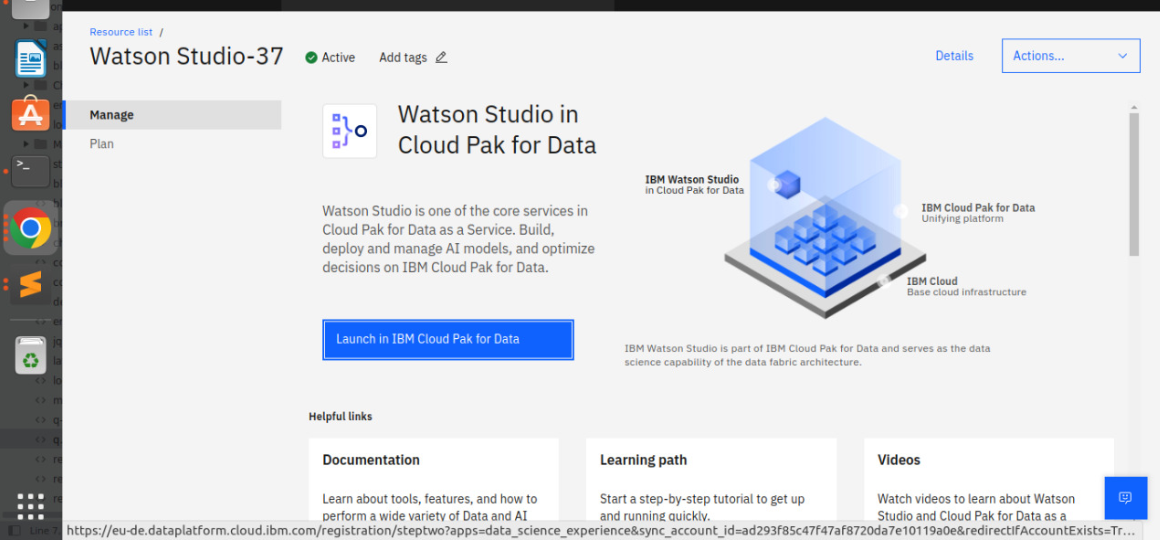 Resource list /
Watson Studio-37
Active
Add tags
Details
Actions...
Manage
Plan
Watson Studio in
Cloud Pak for Data
Watson Studio is one of the core services in
Cloud Pak for Data as a Service. Build,
deploy and manage AI models, and optimize
decisions on IBM Cloud Pak for Data.
Launch in IBM Cloud Pak for Data
IBM Watson Studio
in Cloud Pak for Data
IBM Cloud Pak for Data
Unifying platform
IBM Cloud
Base cloud infrastructure
IBM Watson Studio is part of IBM Cloud Pak for Data and serves as the data
science capability of the data fabric architecture.
Helpful links
Documentation
Learn about tools, features, and how to
perform a wide variety of Data and AI
Learning path
Start a step-by-step tutorial to get up
and running quickly.
Videos
Watch videos to learn about Watson
Studio and Cloud Pak for Data as a
https://eu-de.dataplatform.cloud.ibm.com/registration/steptwo?apps=data_science_experience&sync_account_id=ad293f85c47f47af8720da7e10119a0e&redirectIfAccountExists=Tr...